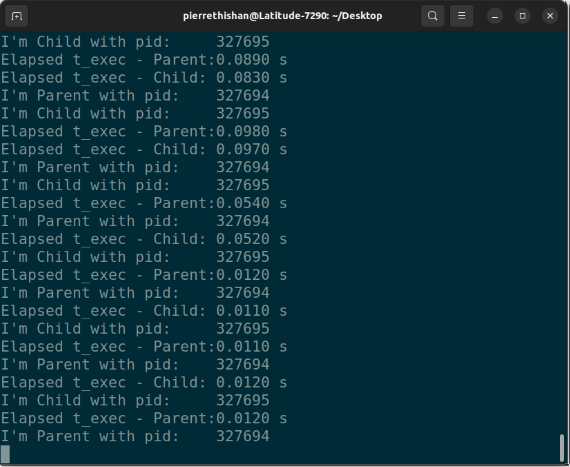 pierrethishan@Latitude-7290: ~/Desktop
I'm Child with pid:    327695
Elapsed t_exec - Parent:0.0890 s
Elapsed t_exec - Child: 0.0830 s
I'm Parent with pid:    327694
I'm Child with pid:    327695
Elapsed t_exec - Parent:0.0980 s
Elapsed t_exec - Child: 0.0970 s
I'm Parent with pid:    327694
I'm Child with pid:    327695
Elapsed t_exec - Parent:0.0540 s
I'm Parent with pid:    327694
Elapsed t_exec - Child: 0.0520 s
I'm Child with pid:    327695
Elapsed t_exec - Parent:0.0120 s
I'm Parent with pid:    327694
Elapsed t_exec - Child: 0.0110 s
I'm Child with pid:    327695
Elapsed t_exec - Parent:0.0110 s
I'm Parent with pid:    327694
Elapsed t_exec - Child: 0.0120 s
I'm Child with pid:    327695
Elapsed t_exec - Parent:0.0120 s
I'm Parent with pid:    327694